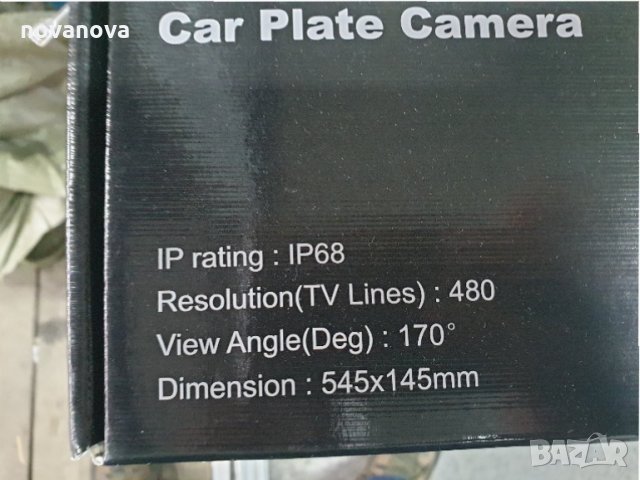 novanova
Car Plate Camera
IP rating : IP68
Resolution(TV Lines) : 480
View Angle(Deg) : 170°
Dimension : 545x145mm
BAZAR